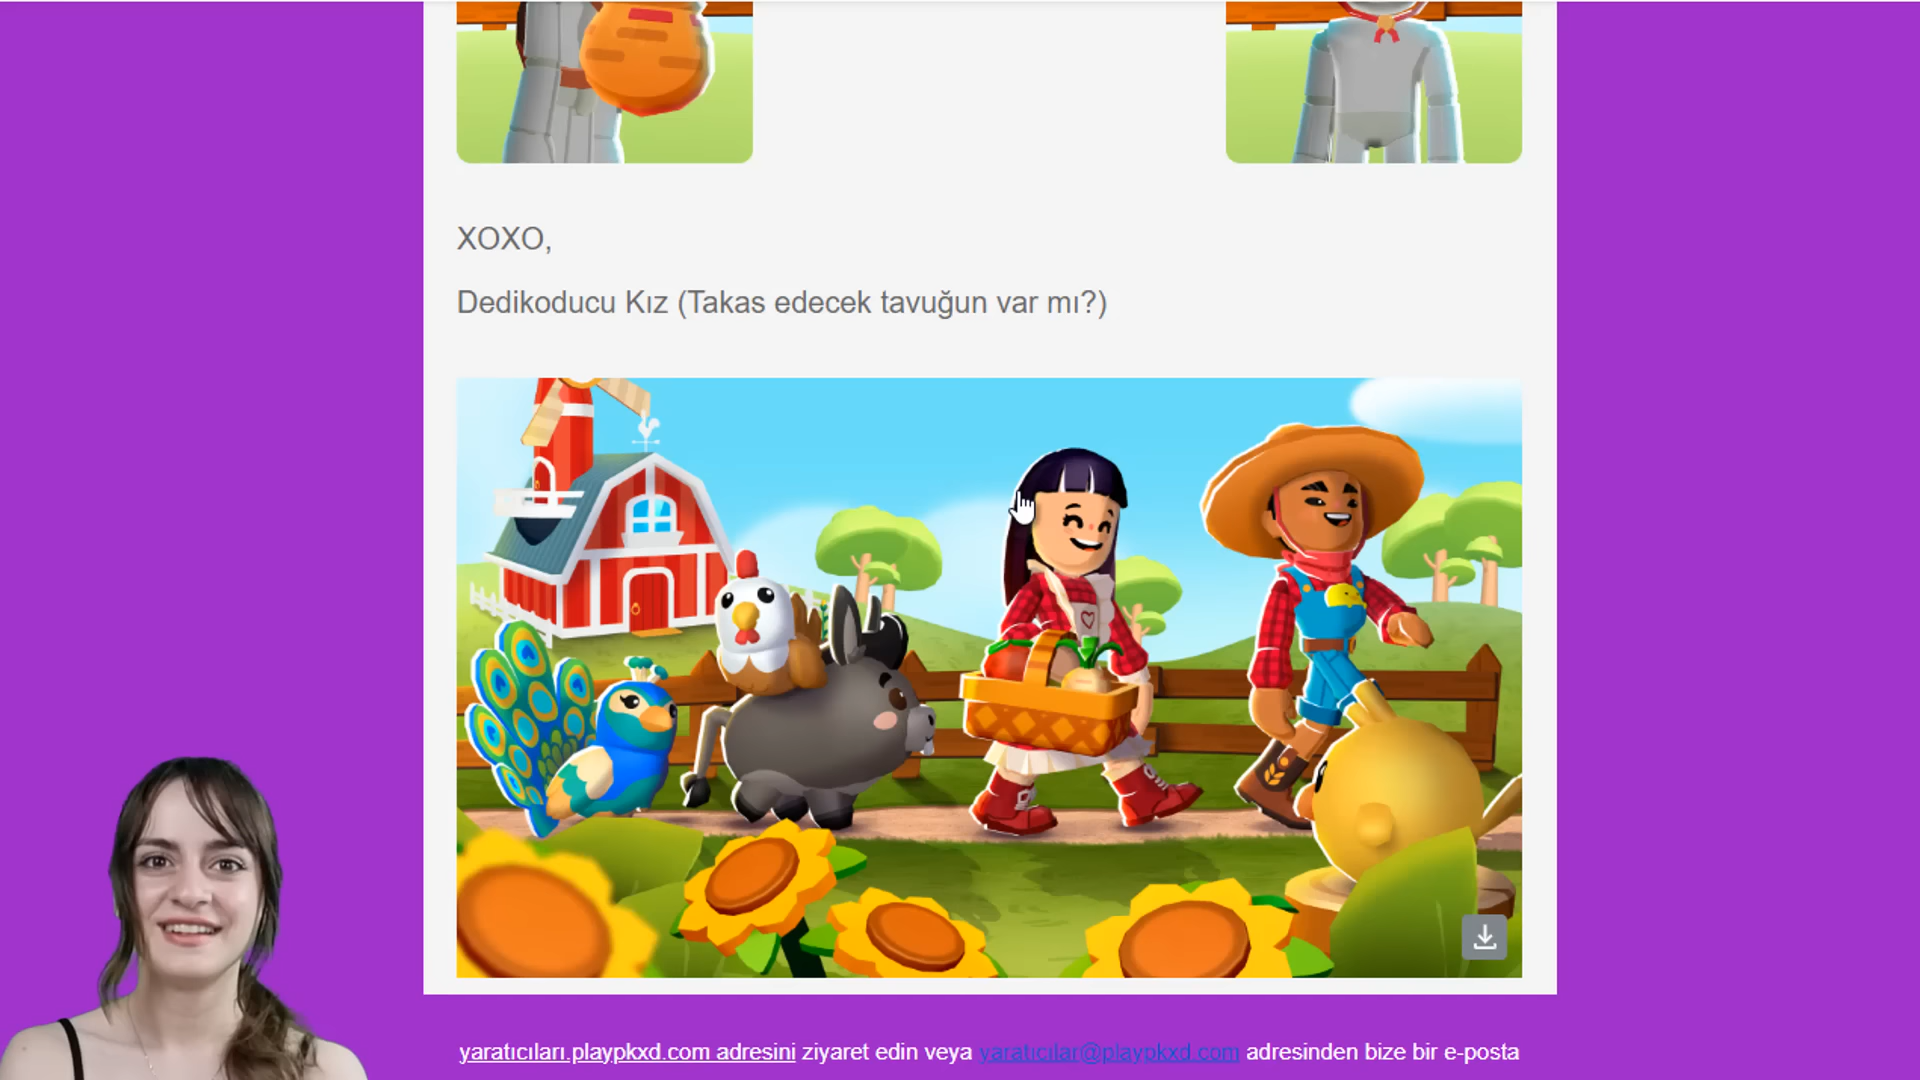 XOXO,
Dedikoducu Kız (Takas edecek tavuğun var mı?)
yaratıcıları.playpkxd.com adresini ziyaret edin veya yaratıcılar@playpkxd.com adresinden bize bir e-posta